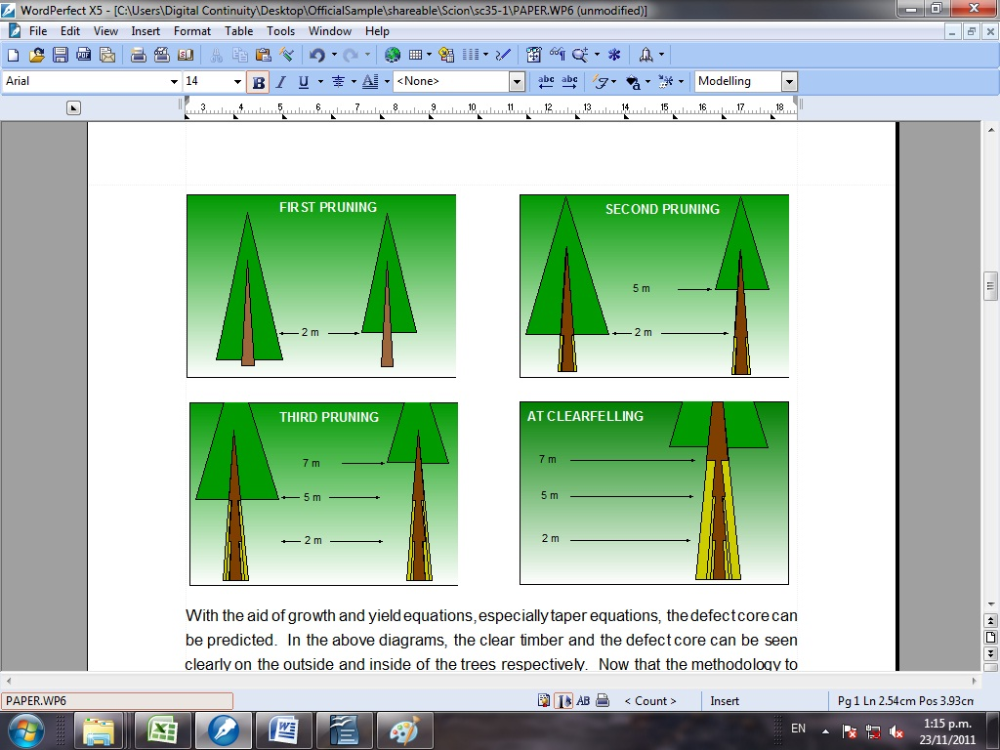 WordPerfect X5 - [C:\Users\Digital Continuity\Desktop\OfficialSample\shareable\Scion\sc35-1\PAPER.WP6 (unmodified)]
File Edit View Insert Format Table Tools Window Help
Arial 14 B I U <None> abc abc Modelling
3 4 5 6 7 8 9 10 11 12 13 14 15 16 17 18
FIRST PRUNING
2 m
SECOND PRUNING
5 m
2 m
THIRD PRUNING
7 m
5 m
2 m
AT CLEARFELLING
7 m
5 m
2 m
With the aid of growth and yield equations, especially taper equations, the defect core can
be predicted. In the above diagrams, the clear timber and the defect core can be seen
clearly on the outside and inside of the trees respectively. Now that the methodology to
PAPER.WP6 AB < Count > Insert Pg 1 Ln 2.54cm Pos 3.93cm
EN 1:15 p.m.
23/11/2011